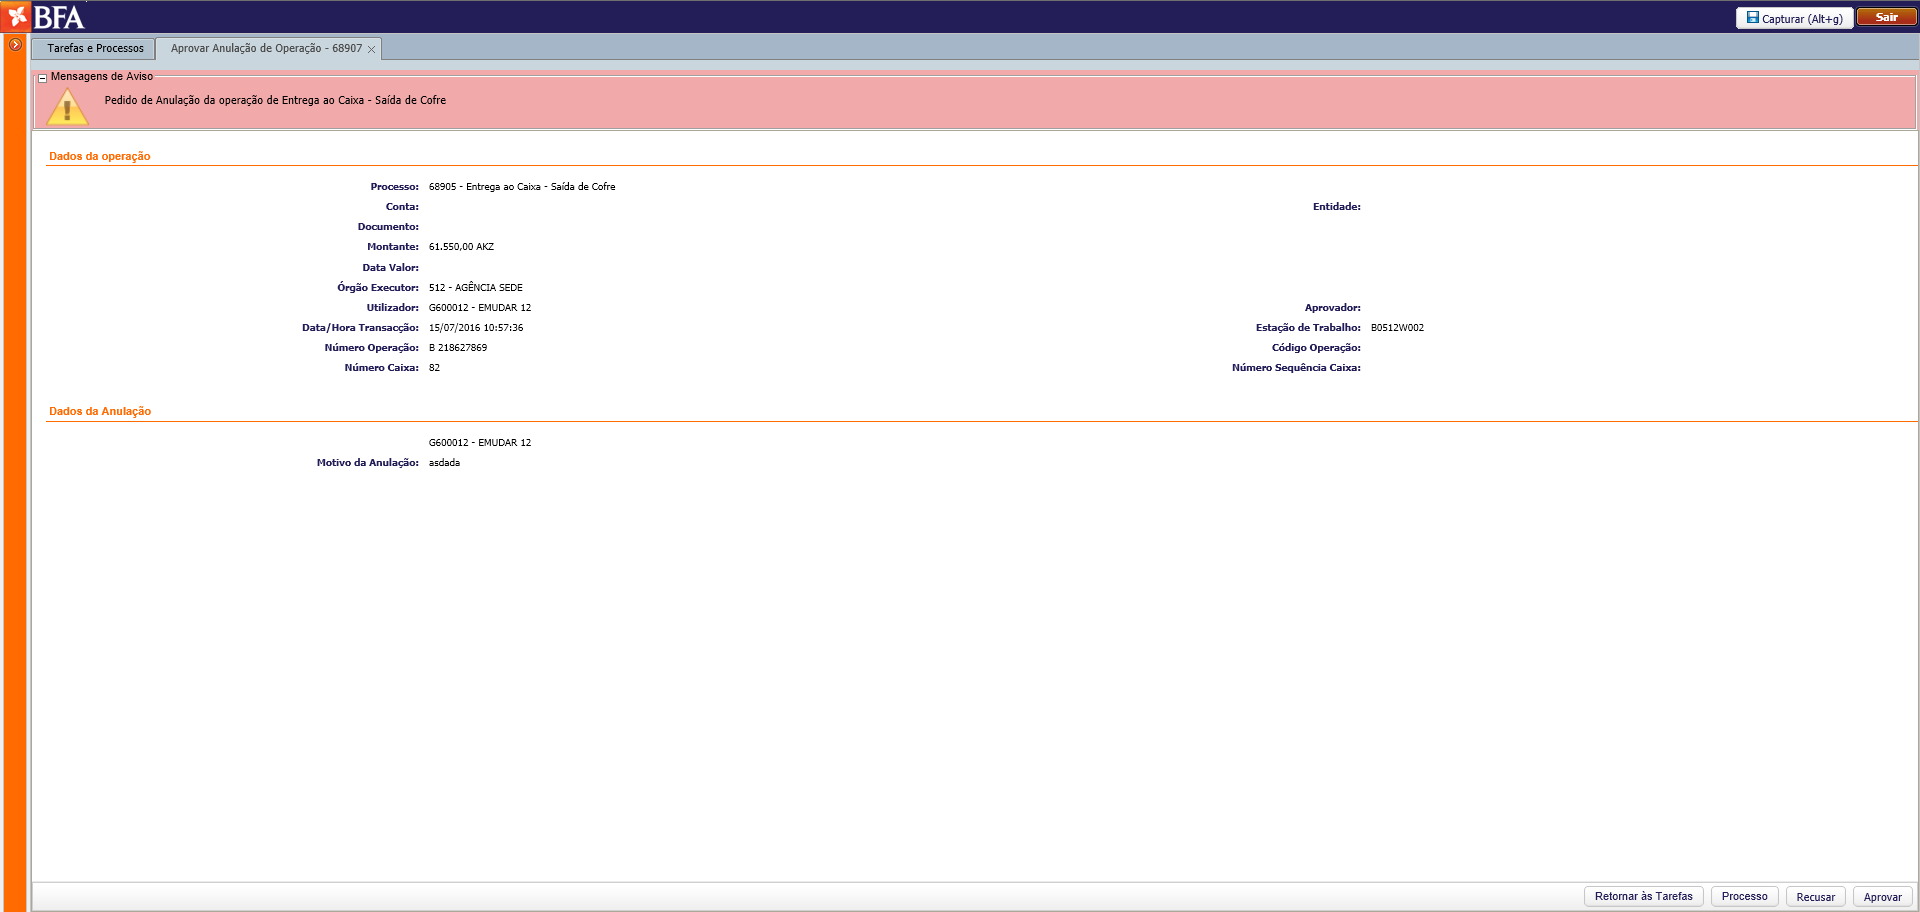 BFA
Capturar (Alt+g)
Sair
Tarefas e Processos
Aprovar Anulação de Operação - 68907
Mensagens de Aviso
Pedido de Anulação da operação de Entrega ao Caixa - Saída de Cofre
Dados da operação
Processo: 68905 - Entrega ao Caixa - Saída de Cofre
Conta: Entidade:
Documento:
Montante: 61.550,00 AKZ
Data Valor:
Órgão Executor: 512 - AGÊNCIA SEDE
Utilizador: G600012 - EMUDAR 12 Aprovador:
Data/Hora Transacção: 15/07/2016 10:57:36 Estação de Trabalho: B0512W002
Número Operação: B 218627869 Código Operação:
Número Caixa: 82 Número Sequência Caixa:
Dados da Anulação
G600012 - EMUDAR 12
Motivo da Anulação: asdada
Retornar às Tarefas Processo Recusar Aprovar